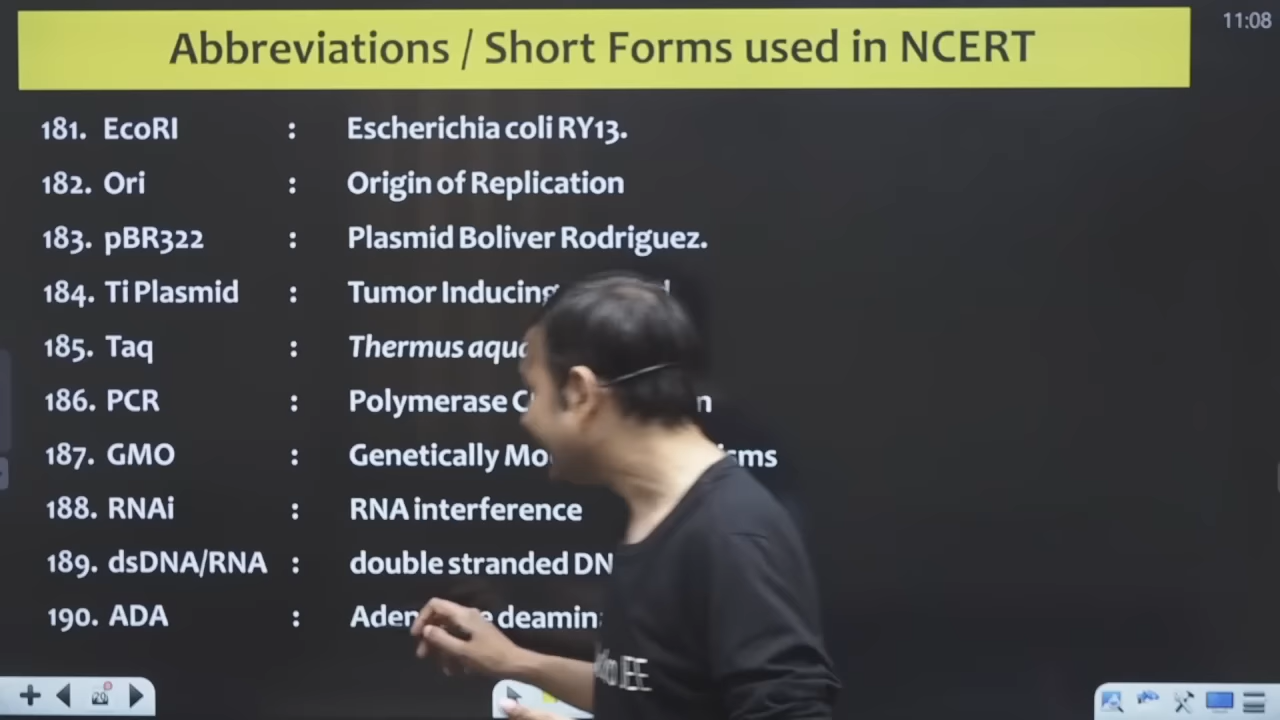 11:08
Abbreviations / Short Forms used in NCERT
181. EcoRI : Escherichia coli RY13.
182. Ori : Origin of Replication
183. pBR322 : Plasmid Boliver Rodriguez.
184. Ti Plasmid : Tumor Inducing
185. Taq : Thermus
186. PCR : Polymerase
187. GMO : Genetically
188. RNAi : RNA interference
189. dsDNA/RNA : double stranded
190. ADA :
JEE